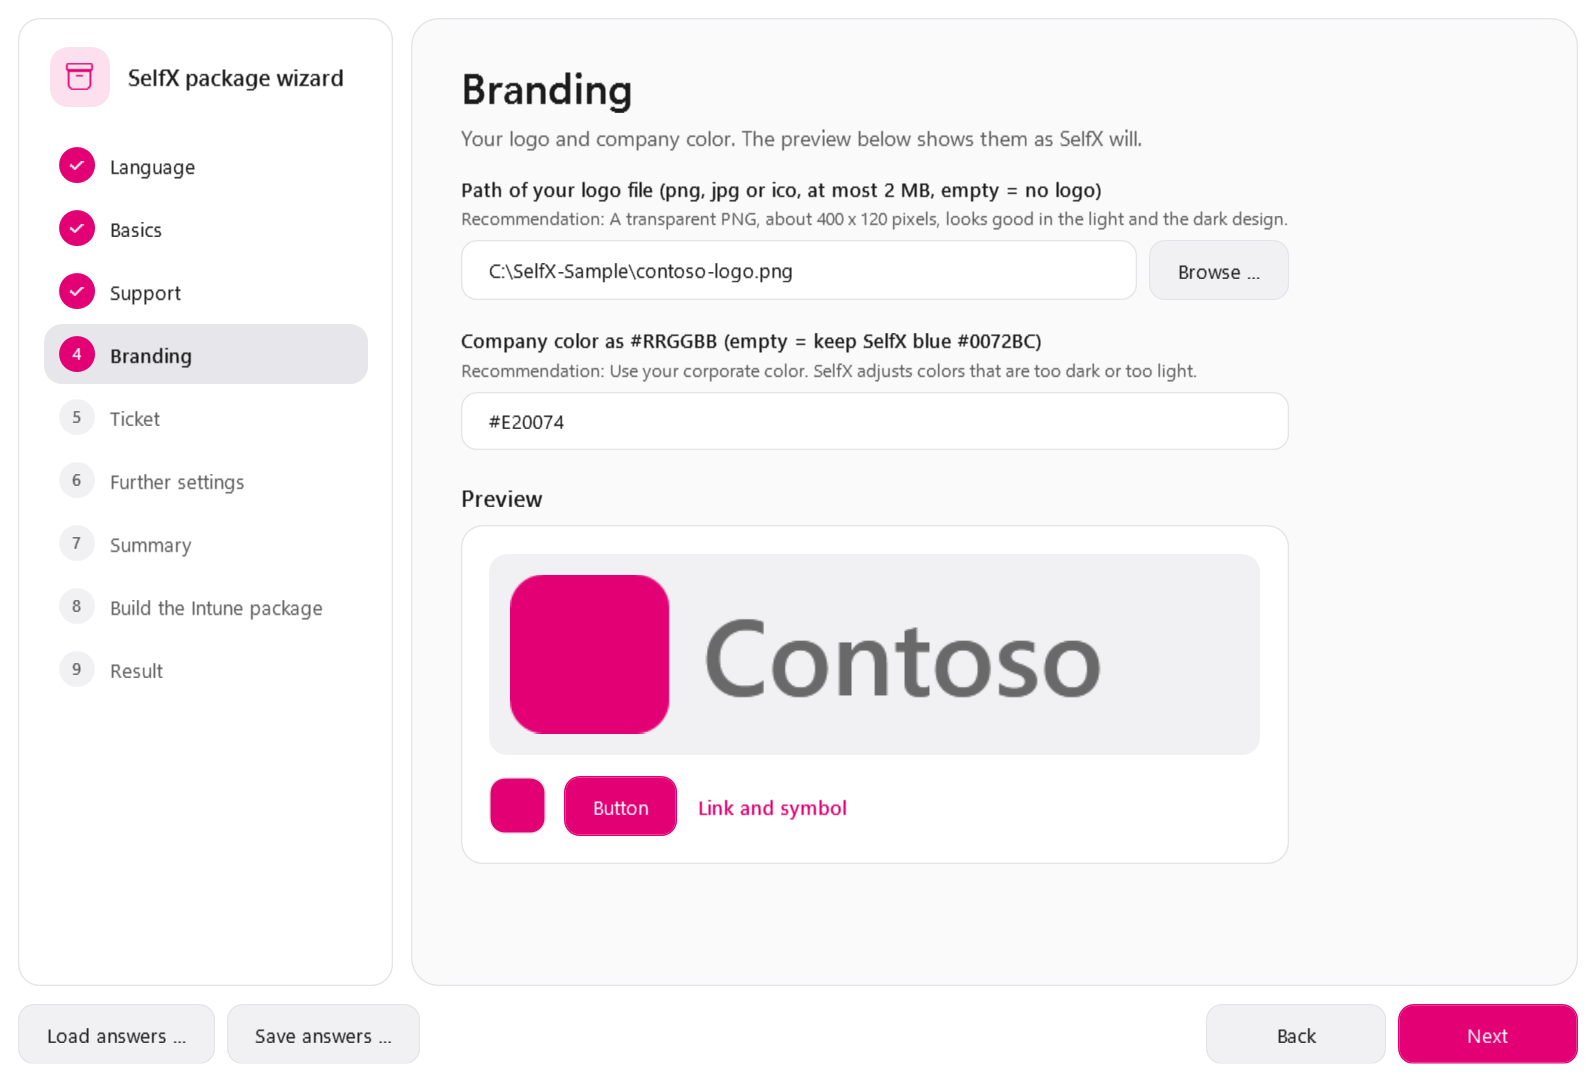 SelfX package wizard
Language
Basics
Support
4 Branding
5 Ticket
6 Further settings
7 Summary
8 Build the Intune package
9 Result
Branding
Your logo and company color. The preview below shows them as SelfX will.
Path of your logo file (png, jpg or ico, at most 2 MB, empty = no logo)
Recommendation: A transparent PNG, about 400 x 120 pixels, looks good in the light and the dark design.
C:\SelfX-Sample\contoso-logo.png
Browse ...
Company color as #RRGGBB (empty = keep SelfX blue #0072BC)
Recommendation: Use your corporate color. SelfX adjusts colors that are too dark or too light.
#E20074
Preview
Contoso
Button
Link and symbol
Load answers ...
Save answers ...
Back
Next